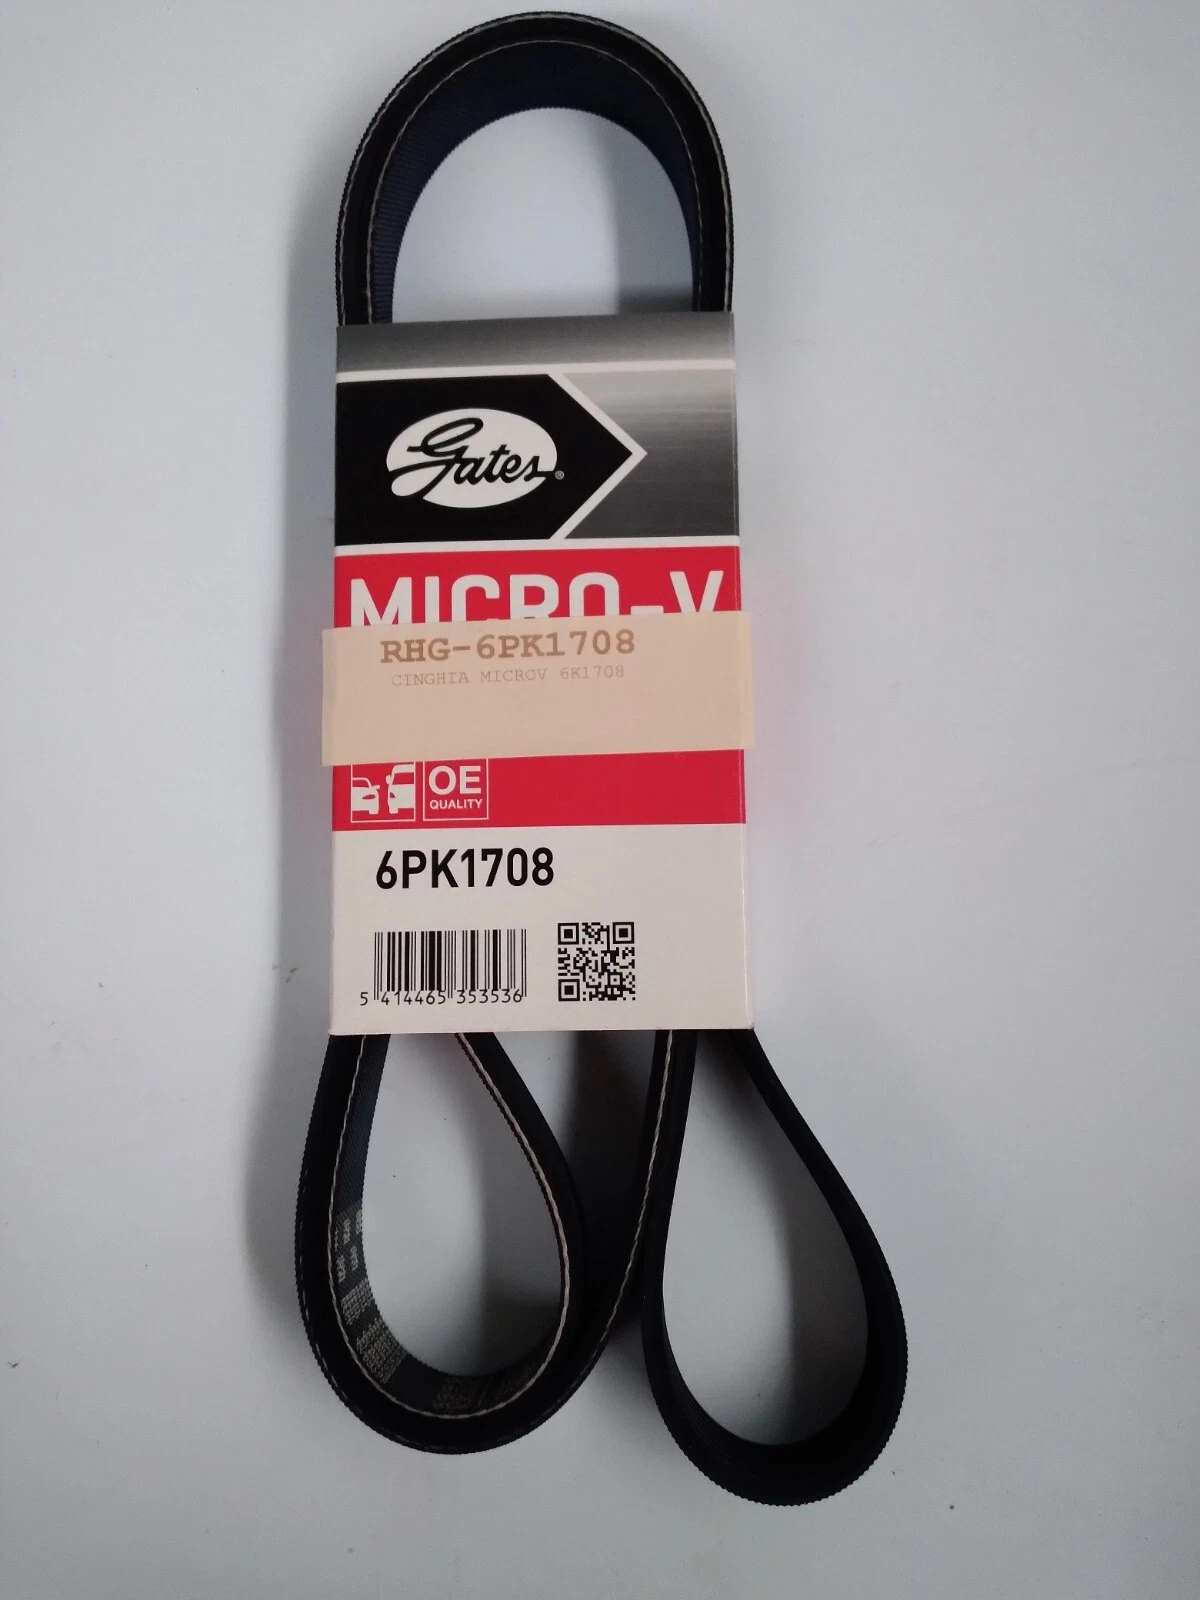 Gates®
MICRO-V
RHG-6PK1708
CINGHIA MICROV 6K1708
OE
QUALITY
6PK1708
5 414465 353536